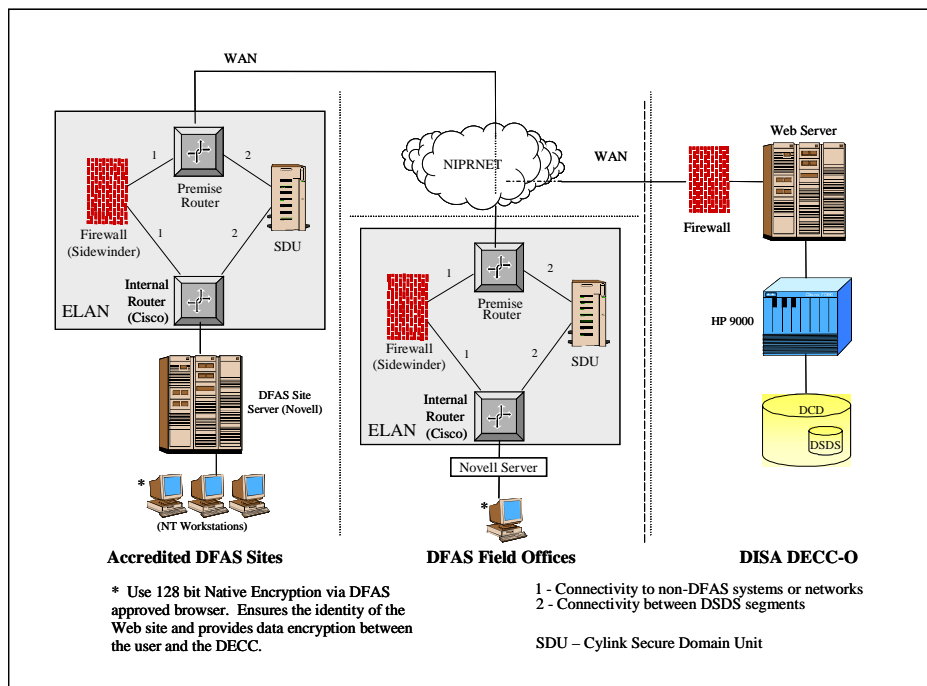 WAN
NIPRNET
WAN
Web Server
Firewall
HP 9000
DCD
DSDS
1
2
Premise
Router
Firewall
(Sidewinder)
SDU
1
2
Internal
Router
(Cisco)
ELAN
DFAS Site
Server (Novell)
*
(NT Workstations)
1
2
Premise
Router
Firewall
(Sidewinder)
SDU
1
2
Internal
Router
(Cisco)
ELAN
Novell Server
*
Accredited DFAS Sites
DFAS Field Offices
DISA DECC-O
* Use 128 bit Native Encryption via DFAS
approved browser. Ensures the identity of the
Web site and provides data encryption between
the user and the DECC.
1 - Connectivity to non-DFAS systems or networks
2 - Connectivity between DSDS segments
SDU – Cylink Secure Domain Unit